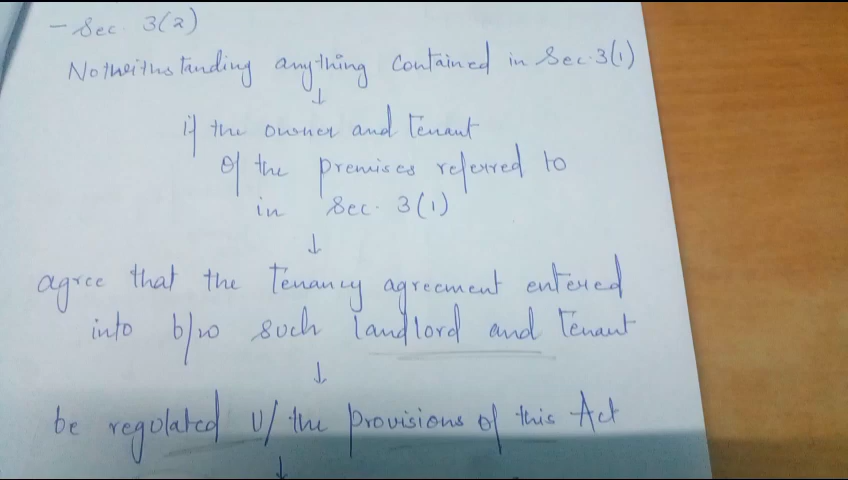 - Sec. 3(2)
Notwithstanding anything contained in Sec. 3(1)
↓
if the owner and Tenant
of the premises referred to
in Sec. 3(1)
↓
agree that the Tenancy agreement entered
into b/w such landlord and Tenant
↓
be regulated u/ the provisions of this Act
↓